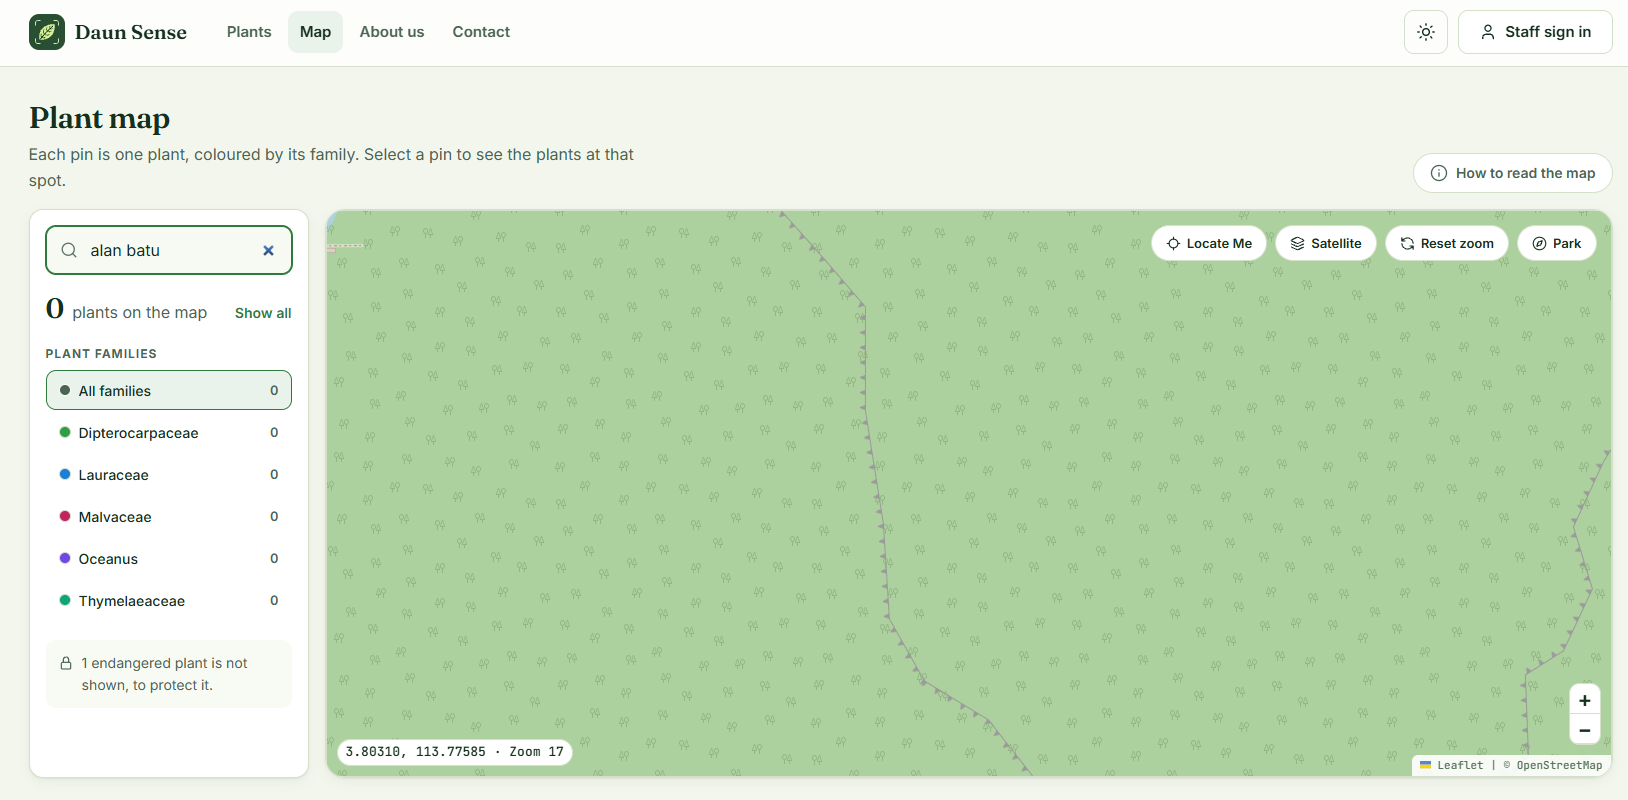 Daun Sense
Plants
Map
About us
Contact
Staff sign in
Plant map
Each pin is one plant, coloured by its family. Select a pin to see the plants at that
spot.
How to read the map
alan batu
0 plants on the map
Show all
PLANT FAMILIES
All families 0
Dipterocarpaceae 0
Lauraceae 0
Malvaceae 0
Oceanus 0
Thymelaeaceae 0
1 endangered plant is not
shown, to protect it.
Locate Me
Satellite
Reset zoom
Park
+
−
3.80310, 113.77585 · Zoom 17
Leaflet | © OpenStreetMap